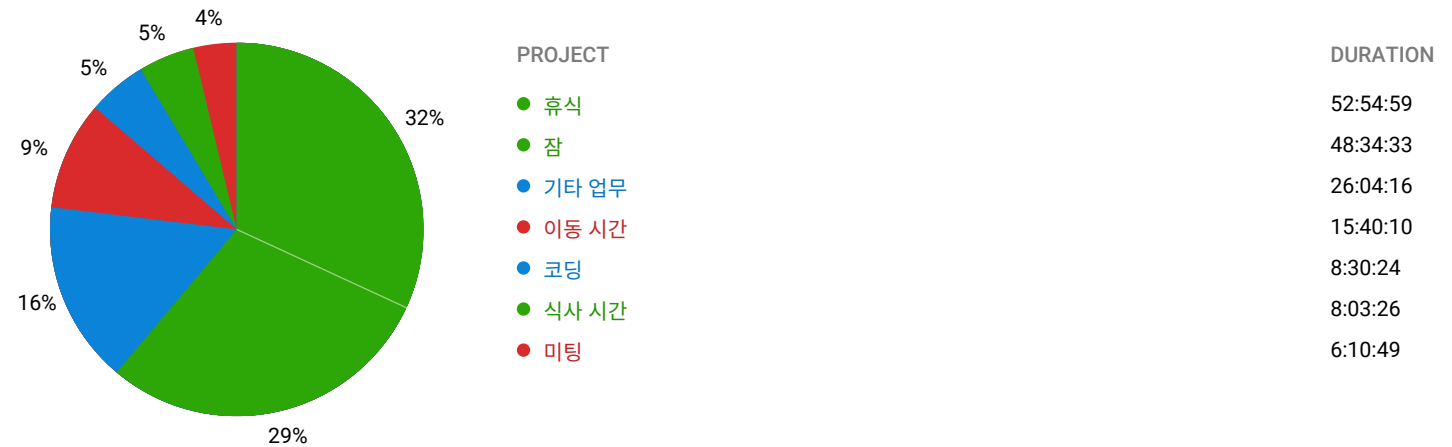 4%
5%
5%
9%
16%
29%
32%
PROJECT DURATION
휴식 52:54:59
잠 48:34:33
기타 업무 26:04:16
이동 시간 15:40:10
코딩 8:30:24
식사 시간 8:03:26
미팅 6:10:49